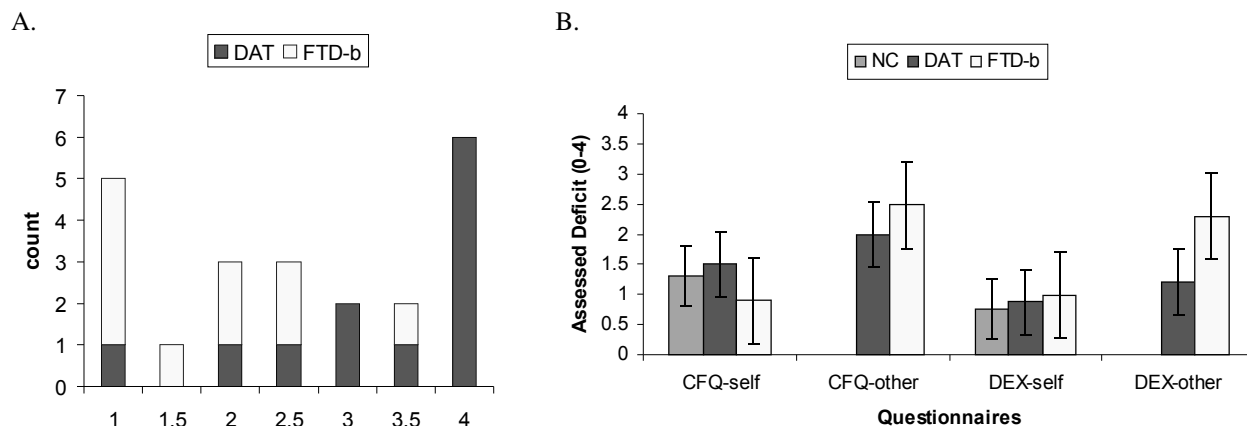 A.
DAT FTD-b
7
6
5
4
3
2
1
0
count
1 1.5 2 2.5 3 3.5 4
B.
NC DAT FTD-b
4
3.5
3
2.5
2
1.5
1
0.5
0
Assessed Deficit (0-4)
CFQ-self CFQ-other DEX-self DEX-other
Questionnaires